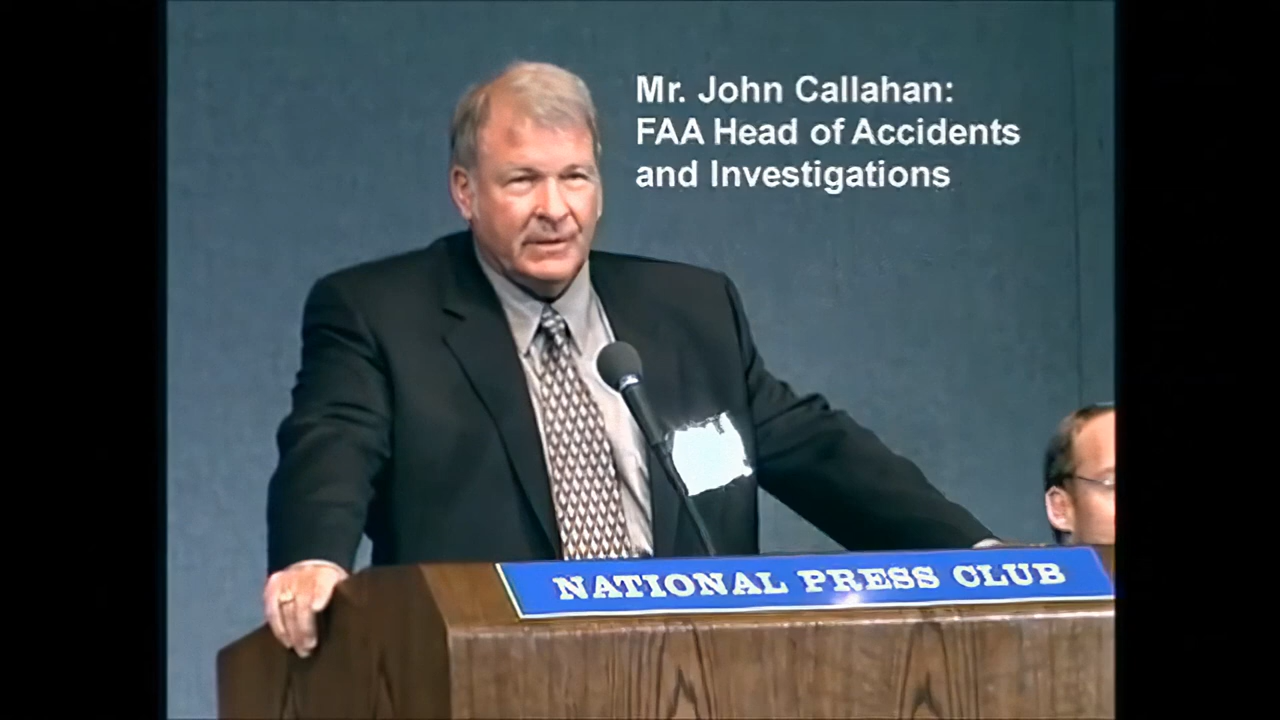 Mr. John Callahan:
FAA Head of Accidents
and Investigations
NATIONAL PRESS CLUB